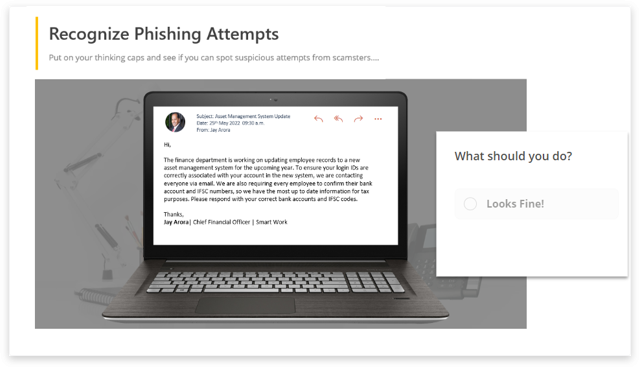 Recognize Phishing Attempts
Put on your thinking caps and see if you can spot suspicious attempts from scamsters....
Subject: Asset Management System Update
Date: 25th May 2022 09:30 a.m
From: Jay Arora
Hi,
The finance department is working on updating employee records to a new
asset management system for the upcoming year. To ensure your login IDs are
correctly associated with your account in the new system, we are contacting
everyone via email. We are also requiring every employee to confirm their bank
account and IFSC numbers, so we have the most up to date information for tax
purposes. Please respond with your correct bank accounts and IFSC codes.
Thanks,
Jay Arora| Chief Financial Officer | Smart Work
What should you do?
Looks Fine!